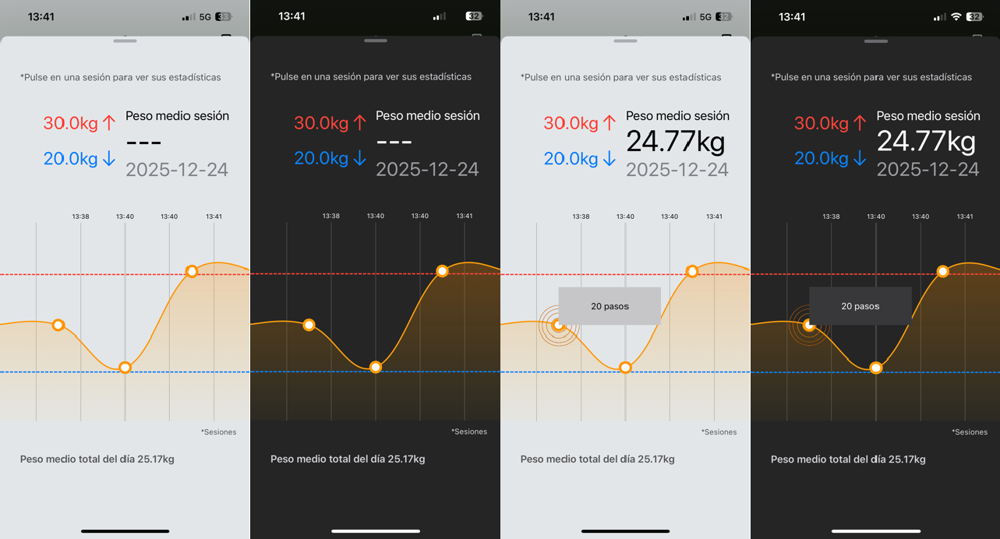 13:41
5G 33
*Pulse en una sesión para ver sus estadísticas
30.0kg ↑
20.0kg ↓
Peso medio sesión
---
2025-12-24
13:38 13:40 13:40 13:41
*Sesiones
Peso medio total del día 25.17kg
13:41
32
*Pulse en una sesión para ver sus estadísticas
30.0kg ↑
20.0kg ↓
Peso medio sesión
---
2025-12-24
13:38 13:40 13:40 13:41
*Sesiones
Peso medio total del día 25.17kg
13:41
5G 32
*Pulse en una sesión para ver sus estadísticas
30.0kg ↑
20.0kg ↓
Peso medio sesión
24.77kg
2025-12-24
13:38 13:40 13:40 13:41
20 pasos
*Sesiones
Peso medio total del día 25.17kg
13:41
32
*Pulse en una sesión para ver sus estadísticas
30.0kg ↑
20.0kg ↓
Peso medio sesión
24.77kg
2025-12-24
13:38 13:40 13:40 13:41
20 pasos
*Sesiones
Peso medio total del día 25.17kg